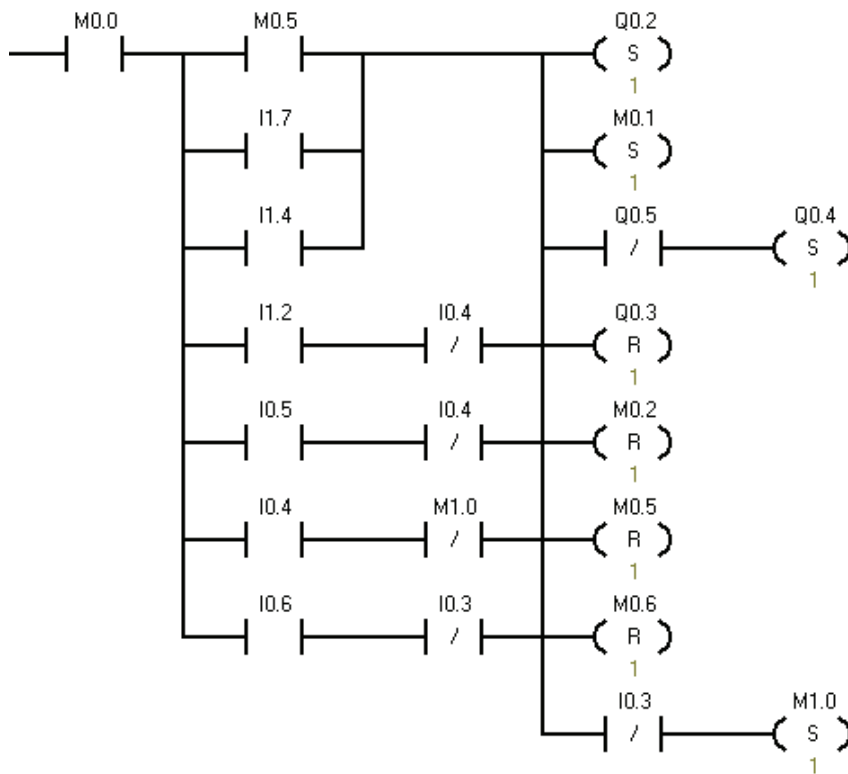 M0.0 M0.5 Q0.2
S
1
I1.7 M0.1
S
1
I1.4 Q0.5 Q0.4
/ S
1
I1.2 I0.4 Q0.3
/ R
1
I0.5 I0.4 M0.2
/ R
1
I0.4 M1.0 M0.5
/ R
1
I0.6 I0.3 M0.6
/ R
1
I0.3 M1.0
/ S
1